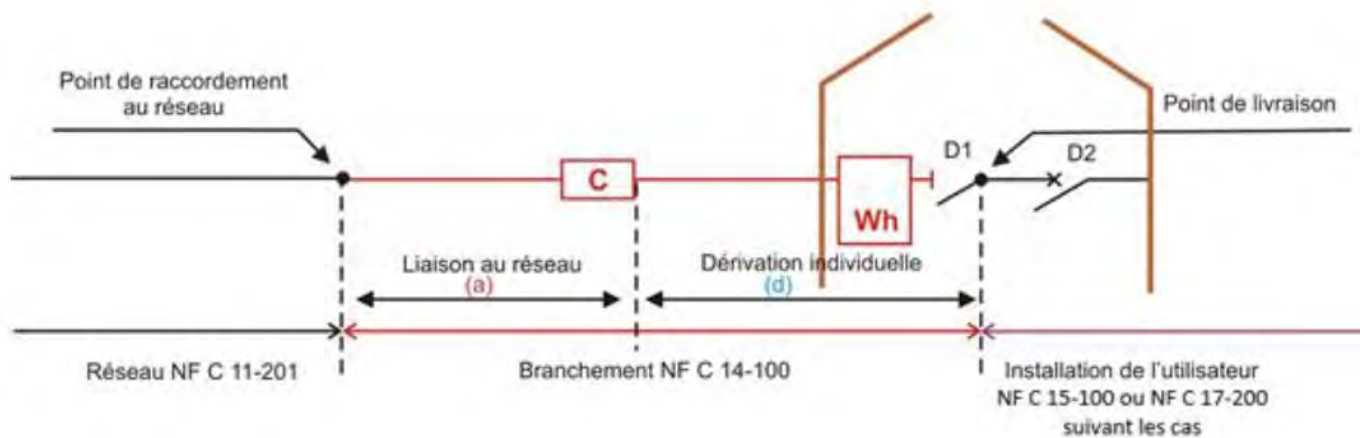 Point de raccordement
au réseau
Point de livraison
D1
D2
C
Wh
Liaison au réseau
(a)
Dérivation individuelle
(d)
Réseau NF C 11-201
Branchement NF C 14-100
Installation de l'utilisateur
NF C 15-100 ou NF C 17-200
suivant les cas